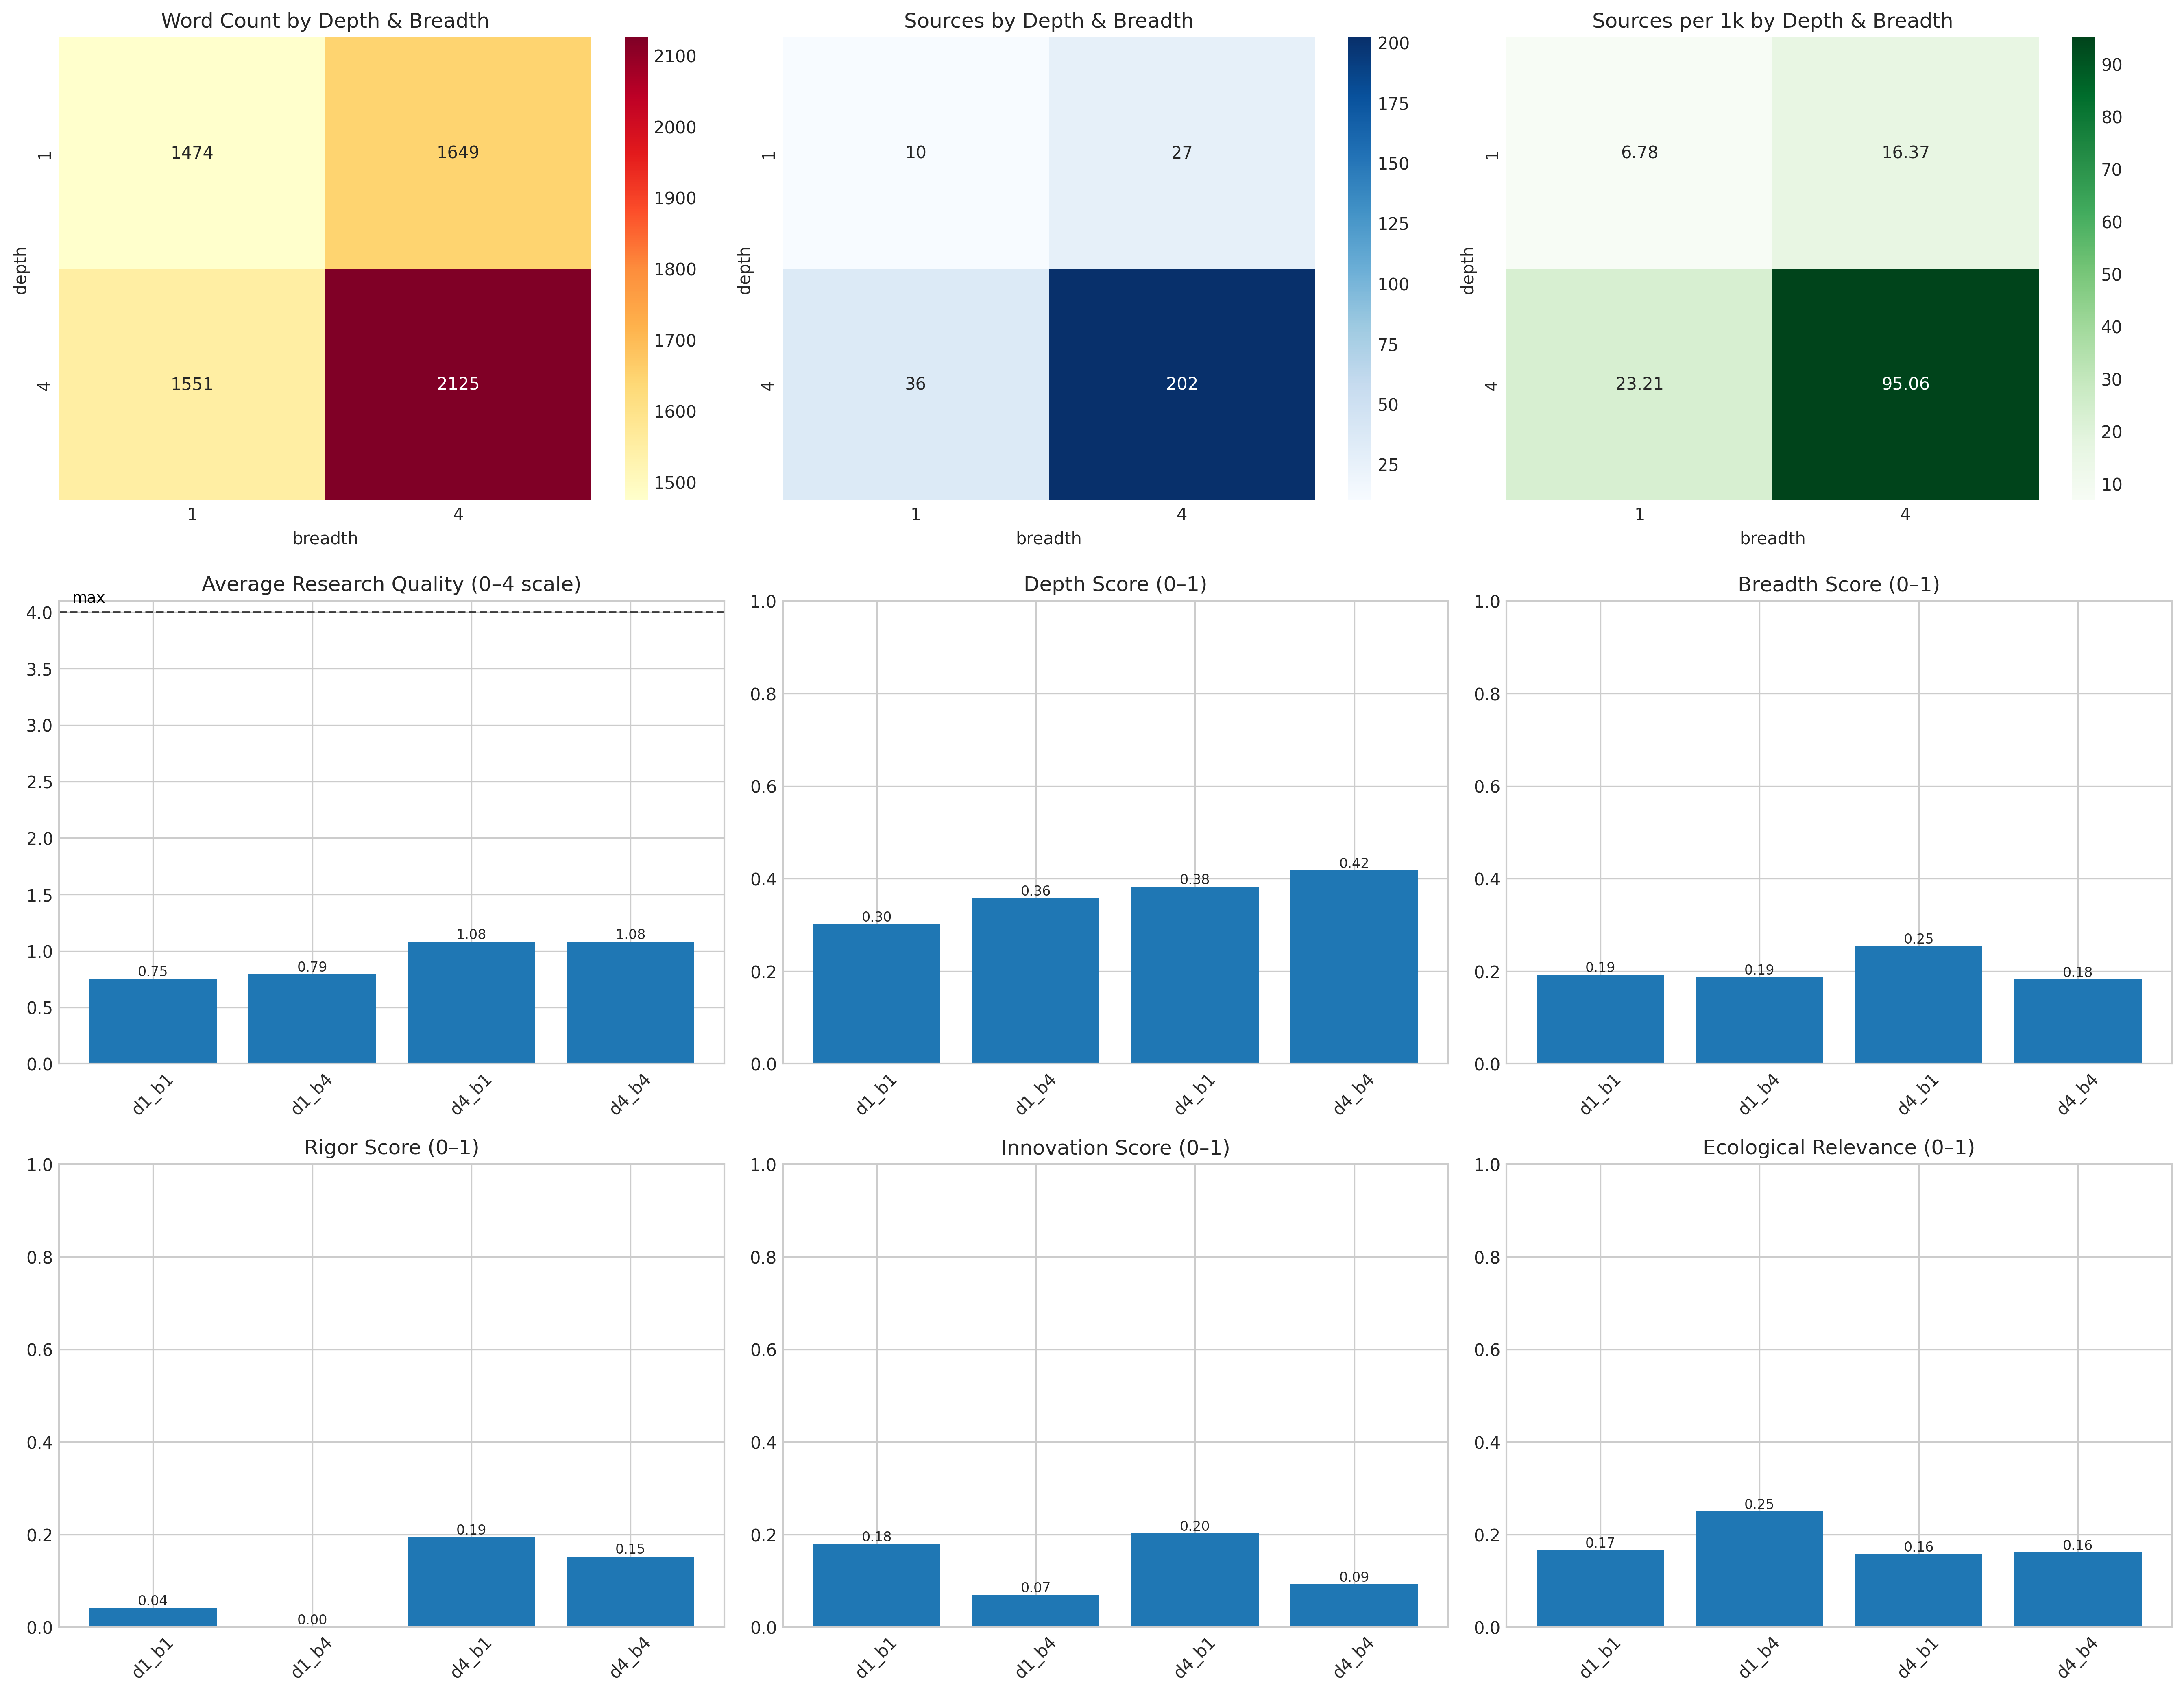 Word Count by Depth & Breadth
1474 1649
1551 2125
1
4
depth
1 4
breadth
2100
2000
1900
1800
1700
1600
1500
Sources by Depth & Breadth
10 27
36 202
1
4
depth
1 4
breadth
200
175
150
125
100
75
50
25
Sources per 1k by Depth & Breadth
6.78 16.37
23.21 95.06
1
4
depth
1 4
breadth
90
80
70
60
50
40
30
20
10
Average Research Quality (0–4 scale)
max
4.0
3.5
3.0
2.5
2.0
1.5
1.0
0.5
0.0
0.75 0.79 1.08 1.08
d1_b1 d1_b4 d4_b1 d4_b4
Depth Score (0–1)
1.0
0.8
0.6
0.4
0.2
0.0
0.30 0.36 0.38 0.42
d1_b1 d1_b4 d4_b1 d4_b4
Breadth Score (0–1)
1.0
0.8
0.6
0.4
0.2
0.0
0.19 0.19 0.25 0.18
d1_b1 d1_b4 d4_b1 d4_b4
Rigor Score (0–1)
1.0
0.8
0.6
0.4
0.2
0.0
0.04 0.00 0.19 0.15
d1_b1 d1_b4 d4_b1 d4_b4
Innovation Score (0–1)
1.0
0.8
0.6
0.4
0.2
0.0
0.18 0.07 0.20 0.09
d1_b1 d1_b4 d4_b1 d4_b4
Ecological Relevance (0–1)
1.0
0.8
0.6
0.4
0.2
0.0
0.17 0.25 0.16 0.16
d1_b1 d1_b4 d4_b1 d4_b4